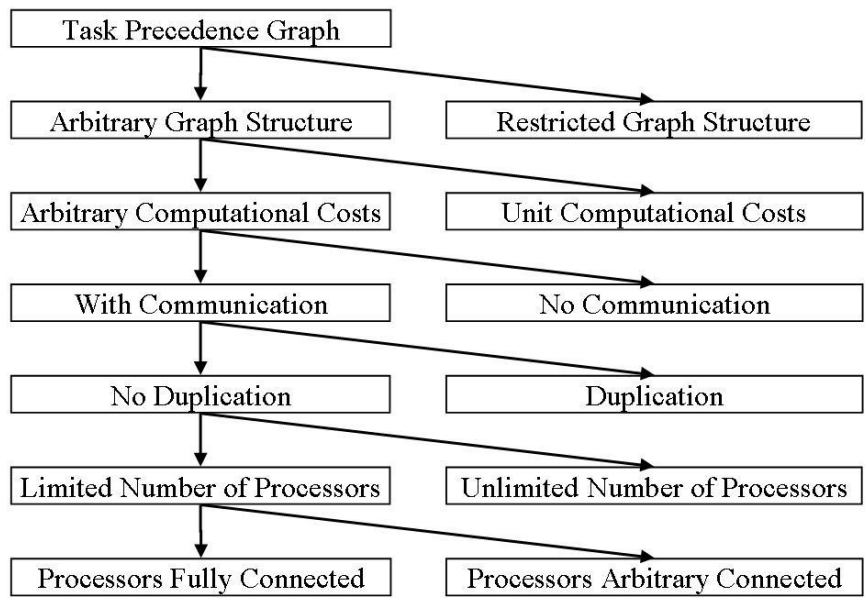 Task Precedence Graph
Arbitrary Graph Structure
Restricted Graph Structure
Arbitrary Computational Costs
Unit Computational Costs
With Communication
No Communication
No Duplication
Duplication
Limited Number of Processors
Unlimited Number of Processors
Processors Fully Connected
Processors Arbitrary Connected